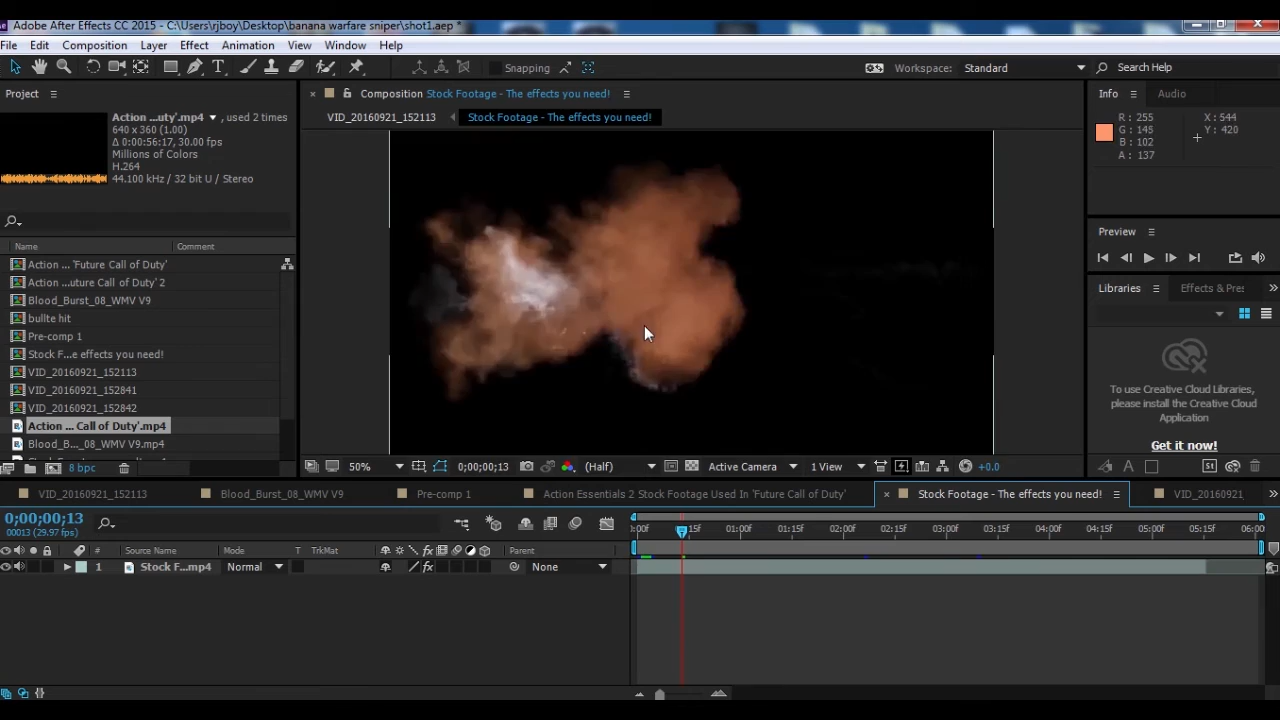 Adobe After Effects CC 2015 - C:\Users\rjboy\Desktop\banana warfare sniper\shot1.aep *
File Edit Composition Layer Effect Animation View Window Help
Snapping
Workspace: Standard
Search Help
Project
Composition Stock Footage - The effects you need!
Info Audio
Action ...uty'.mp4 , used 2 times
640 x 360 (1.00)
Δ 0:00:56:17, 30.00 fps
Millions of Colors
H.264
44.100 kHz / 32 bit U / Stereo
VID_20160921_152113 Stock Footage - The effects you need!
R : 255
G : 145
B : 102
A : 137
X : 544
Y : 420
Preview
Name Comment
Action ... 'Future Call of Duty'
Action ...uture Call of Duty' 2
Blood_Burst_08_WMV V9
bullte hit
Pre-comp 1
Stock F...e effects you need!
VID_20160921_152113
VID_20160921_152841
VID_20160921_152842
Action ... Call of Duty'.mp4
Blood_B..._08_WMV V9.mp4
8 bpc
Libraries Effects & Pre:
To use Creative Cloud Libraries,
please install the Creative Cloud
Application
Get it now!
50% 0;00;00;13 (Half) Active Camera 1 View +0.0
VID_20160921_152113 Blood_Burst_08_WMV V9 Pre-comp 1 Action Essentials 2 Stock Footage Used In 'Future Call of Duty' Stock Footage - The effects you need! VID_20160921
0;00;00;13
00013 (29.97 fps)
:00f 15f 01:00f 01:15f 02:00f 02:15f 03:00f 03:15f 04:00f 04:15f 05:00f 05:15f 06:00f
# Source Name Mode T TrkMat Parent
1 Stock F...mp4 Normal None